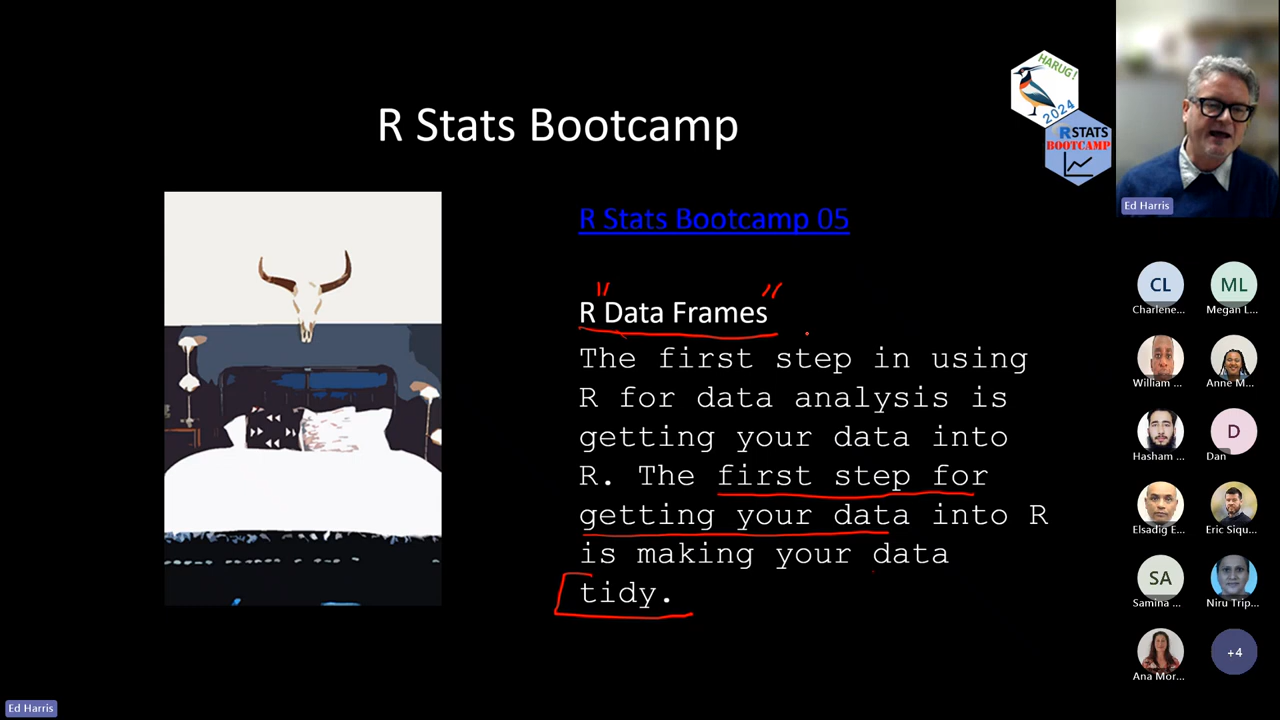 R Stats Bootcamp
HARUG!
2024
RSTATS
BOOTCAMP
Ed Harris
R Stats Bootcamp 05
"R Data Frames"
The first step in using
R for data analysis is
getting your data into
R. The first step for
getting your data into R
is making your data
tidy.
CL
Charlene...
ML
Megan L...
William ...
Anne M...
Hasham ...
D
Dan
Elsadig E...
Eric Siqu...
SA
Samina ...
Niru Trip...
Ana Mor...
+4
Ed Harris